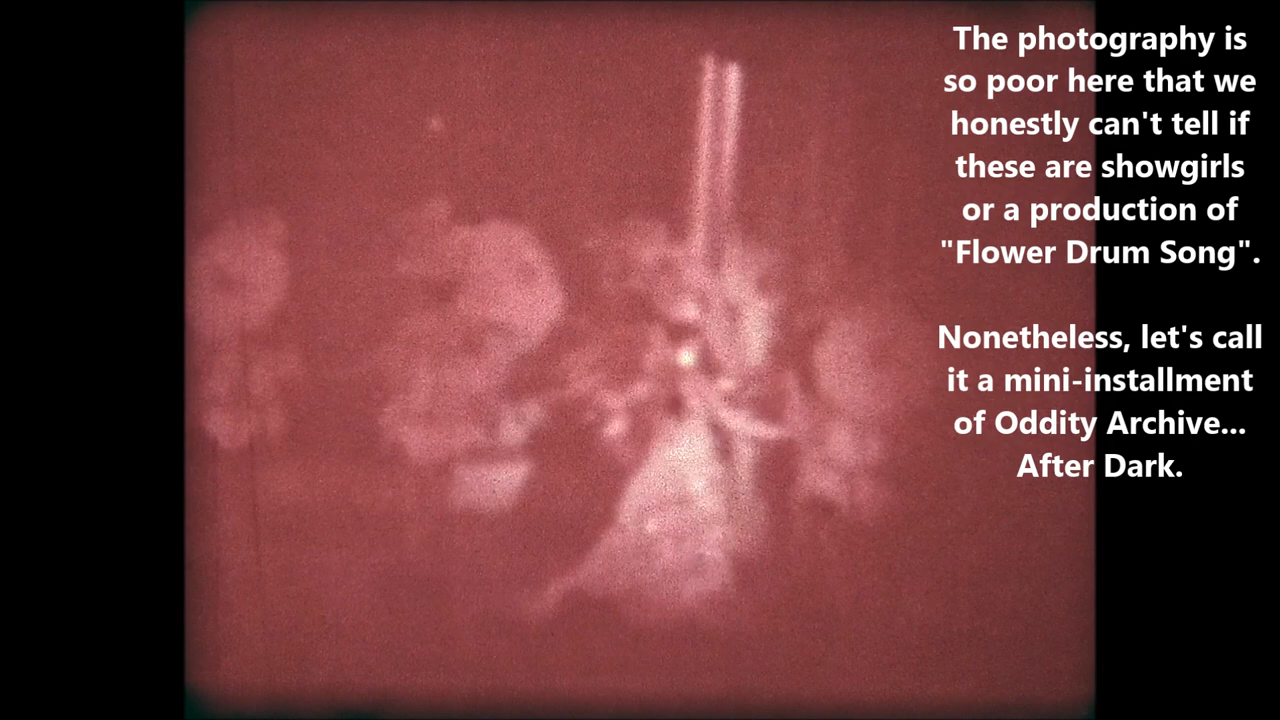 The photography is
so poor here that we
honestly can't tell if
these are showgirls
or a production of
"Flower Drum Song".
Nonetheless, let's call
it a mini-installment
of Oddity Archive...
After Dark.